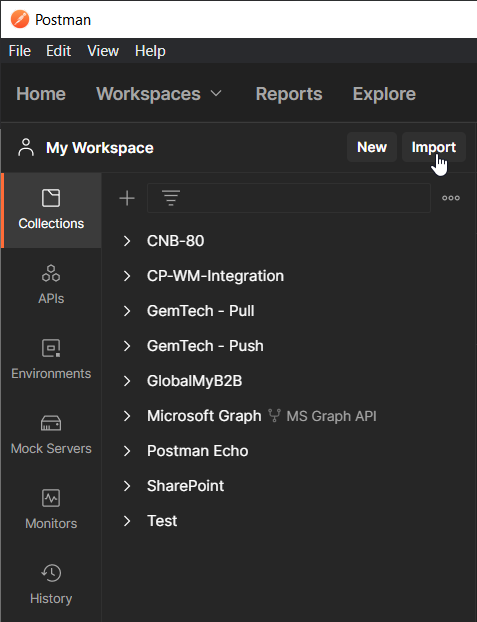 Postman
File Edit View Help
Home Workspaces Reports Explore
My Workspace New Import
Collections
APIs
Environments
Mock Servers
Monitors
History
CNB-80
CP-WM-Integration
GemTech - Pull
GemTech - Push
GlobalMyB2B
Microsoft Graph MS Graph API
Postman Echo
SharePoint
Test